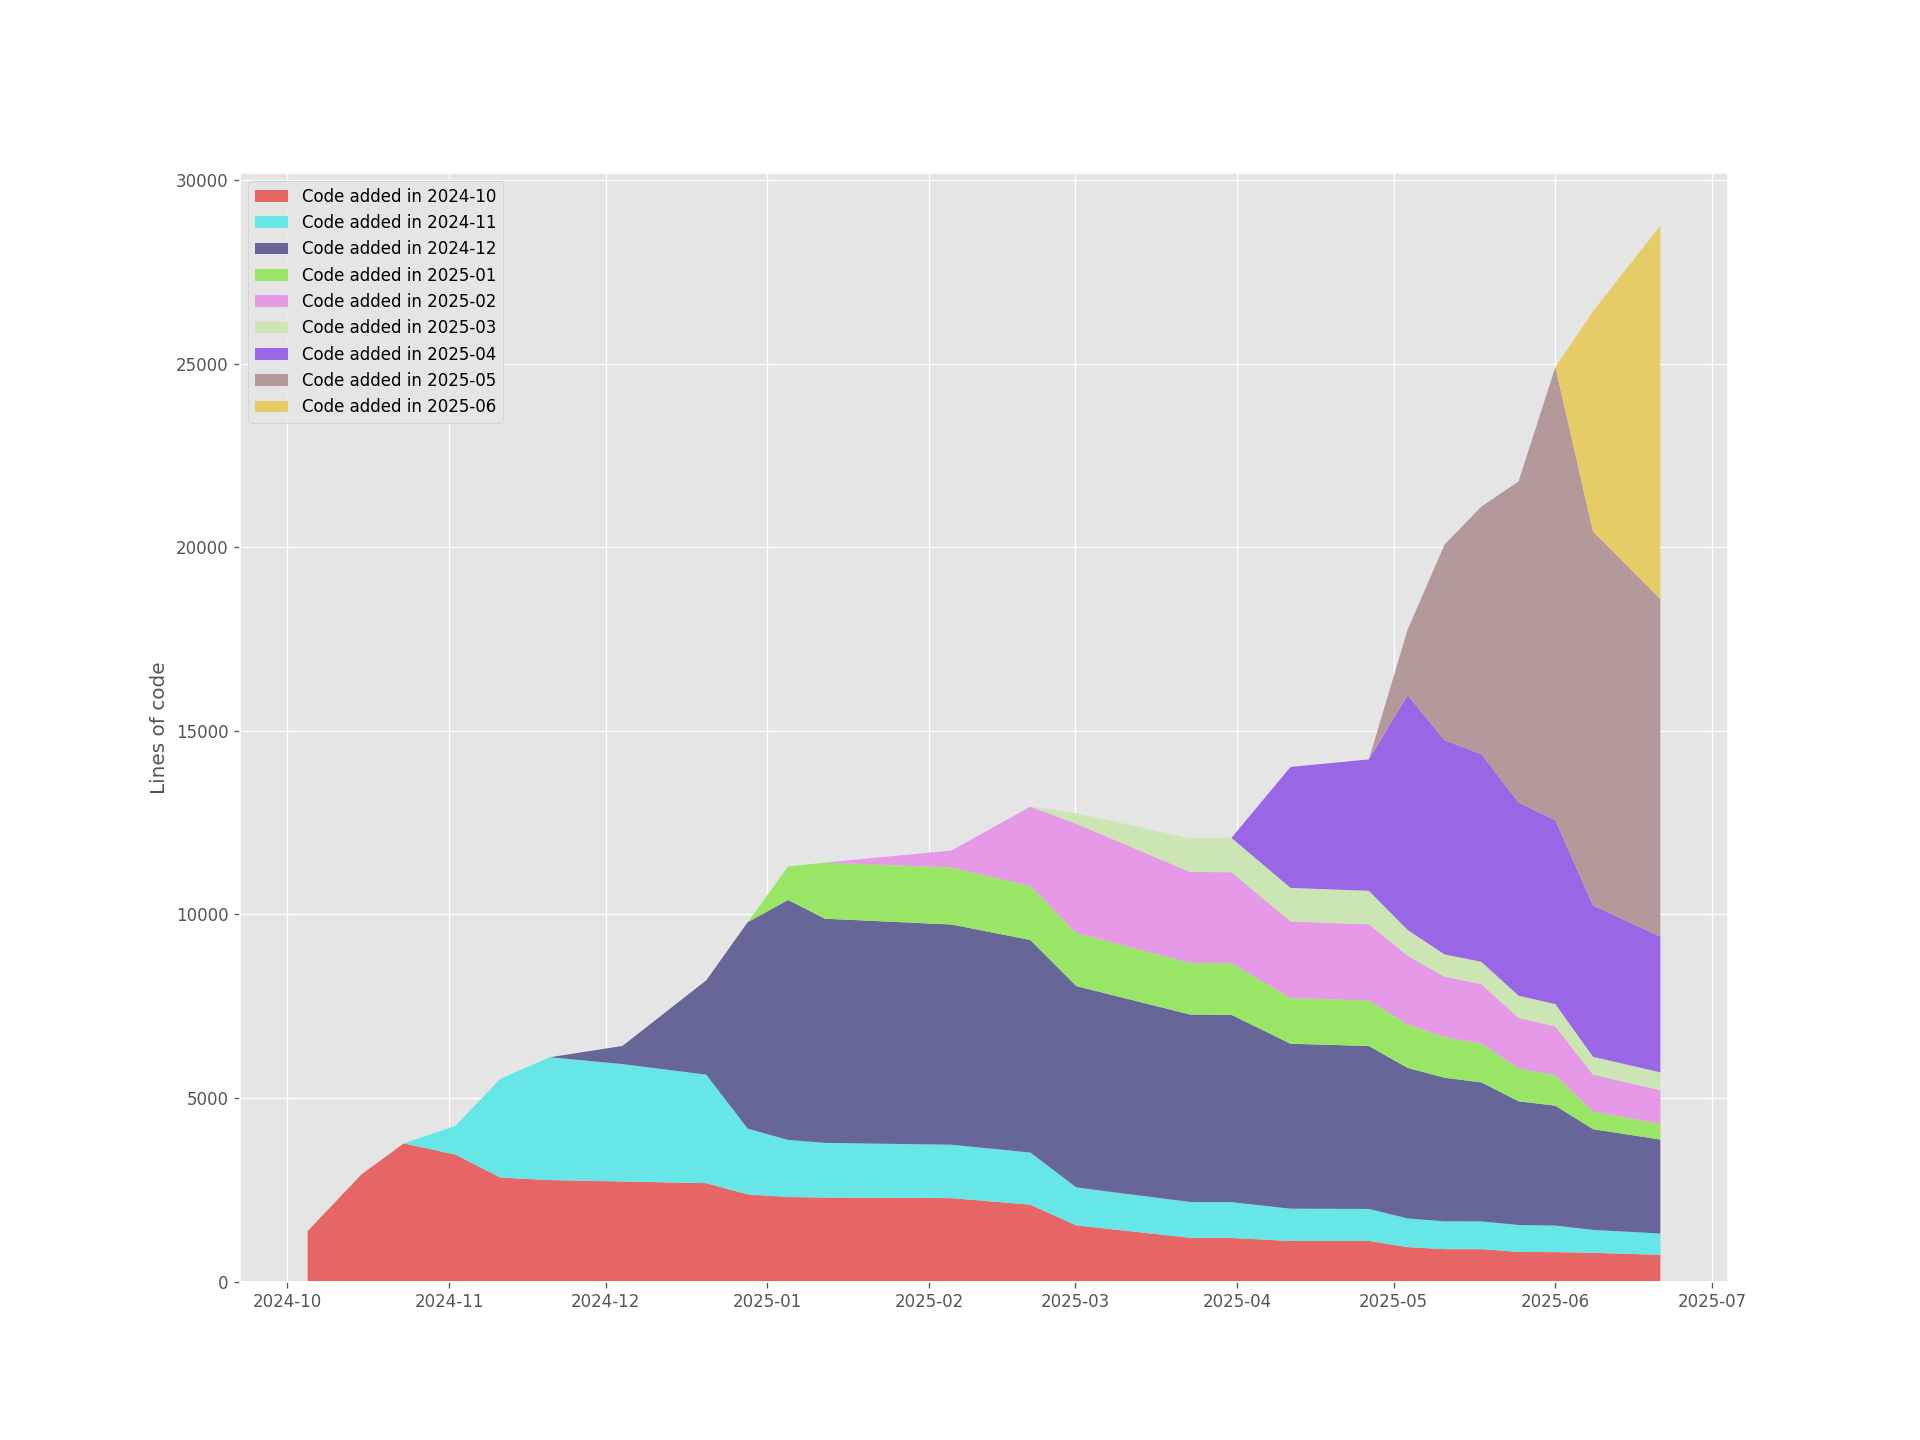 30000
25000
20000
15000
10000
5000
0
Lines of code
Code added in 2024-10
Code added in 2024-11
Code added in 2024-12
Code added in 2025-01
Code added in 2025-02
Code added in 2025-03
Code added in 2025-04
Code added in 2025-05
Code added in 2025-06
2024-10 2024-11 2024-12 2025-01 2025-02 2025-03 2025-04 2025-05 2025-06 2025-07